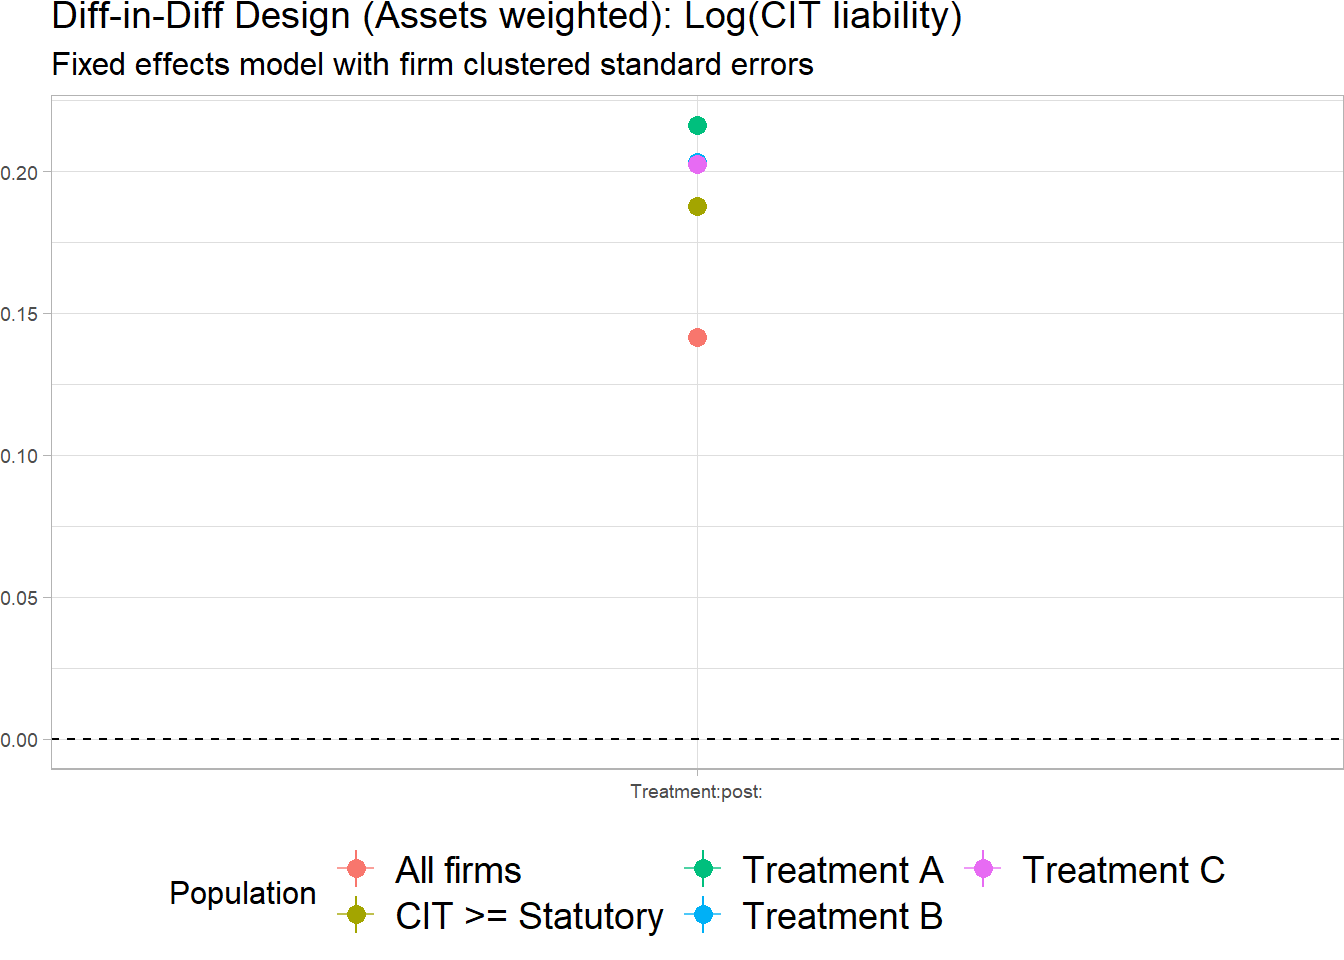 Diff-in-Diff Design (Assets weighted): Log(CIT liability)
Fixed effects model with firm clustered standard errors
0.20
0.15
0.10
0.05
0.00
Treatment:post:
Population
All firms
CIT >= Statutory
Treatment A
Treatment B
Treatment C